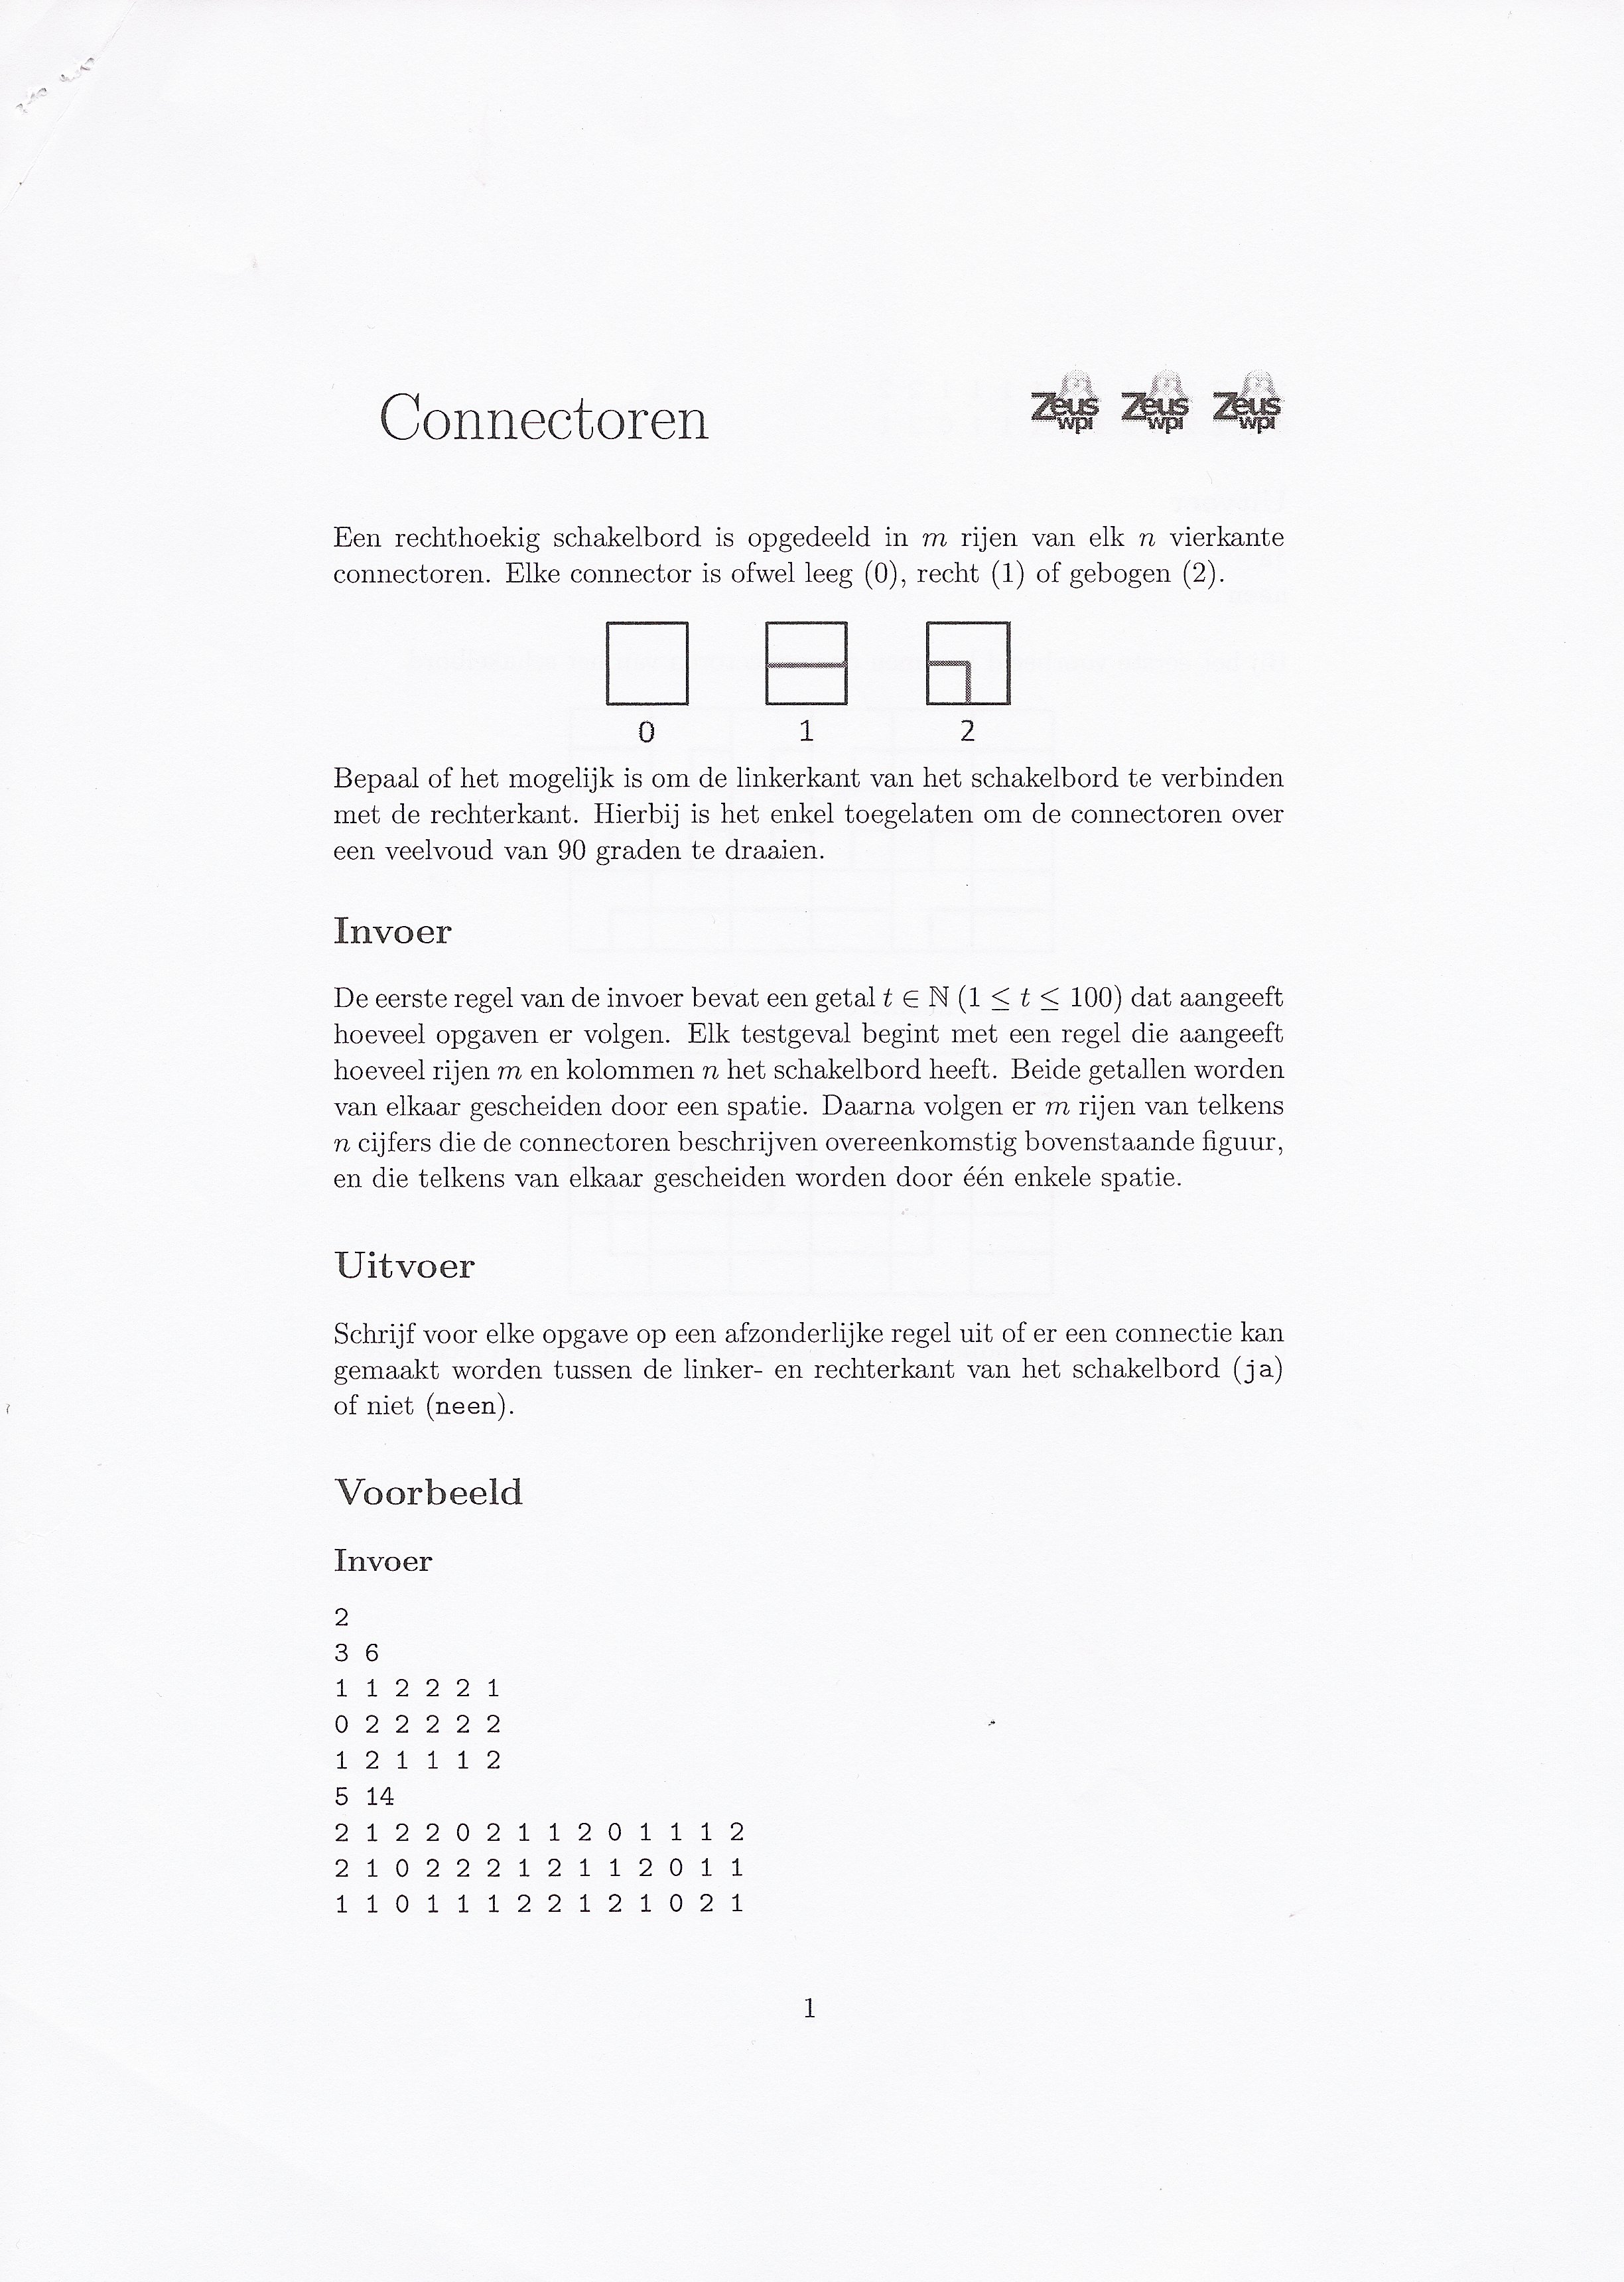 Connectoren
Zeus wpi Zeus wpi Zeus wpi
Een rechthoekig schakelbord is opgedeeld in m rijen van elk n vierkante
connectoren. Elke connector is ofwel leeg (0), recht (1) of gebogen (2).
0 1 2
Bepaal of het mogelijk is om de linkerkant van het schakelbord te verbinden
met de rechterkant. Hierbij is het enkel toegelaten om de connectoren over
een veelvoud van 90 graden te draaien.
Invoer
De eerste regel van de invoer bevat een getal t ∈ ℕ (1 ≤ t ≤ 100) dat aangeeft
hoeveel opgaven er volgen. Elk testgeval begint met een regel die aangeeft
hoeveel rijen m en kolommen n het schakelbord heeft. Beide getallen worden
van elkaar gescheiden door een spatie. Daarna volgen er m rijen van telkens
n cijfers die de connectoren beschrijven overeenkomstig bovenstaande figuur,
en die telkens van elkaar gescheiden worden door één enkele spatie.
Uitvoer
Schrijf voor elke opgave op een afzonderlijke regel uit of er een connectie kan
gemaakt worden tussen de linker- en rechterkant van het schakelbord (ja)
of niet (neen).
Voorbeeld
Invoer
2
3 6
1 1 2 2 2 1
0 2 2 2 2 2
1 2 1 1 1 2
5 14
2 1 2 2 0 2 1 1 2 0 1 1 1 2
2 1 0 2 2 2 1 2 1 1 2 0 1 1
1 1 0 1 1 1 2 2 1 2 1 0 2 1
1